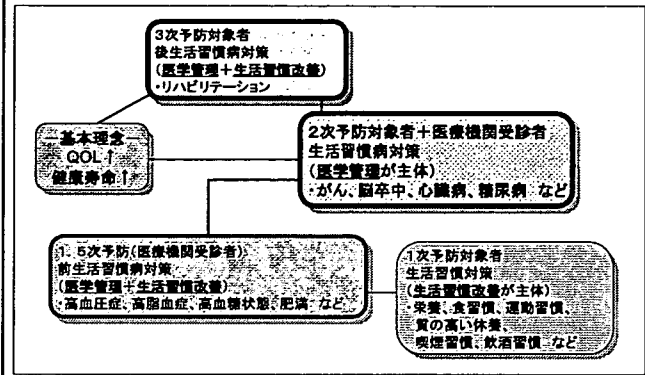 3次予防対象者
後生活習慣病対策
(医学管理+生活習慣改善)
・リハビリテーション
基本理念
QOL↑
健康寿命↑
2次予防対象者+医療機関受診者
生活習慣病対策
(医学管理が主体)
・がん、脳卒中、心臓病、糖尿病 など
1.5次予防(医療機関受診者)
前生活習慣病対策
(医学管理+生活習慣改善)
・高血圧症、高脂血症、高血糖状態、肥満 など
1次予防対象者
生活習慣対策
(生活習慣改善が主体)
・栄養、食習慣、運動習慣、
質の高い休養、
喫煙習慣、飲酒習慣 など